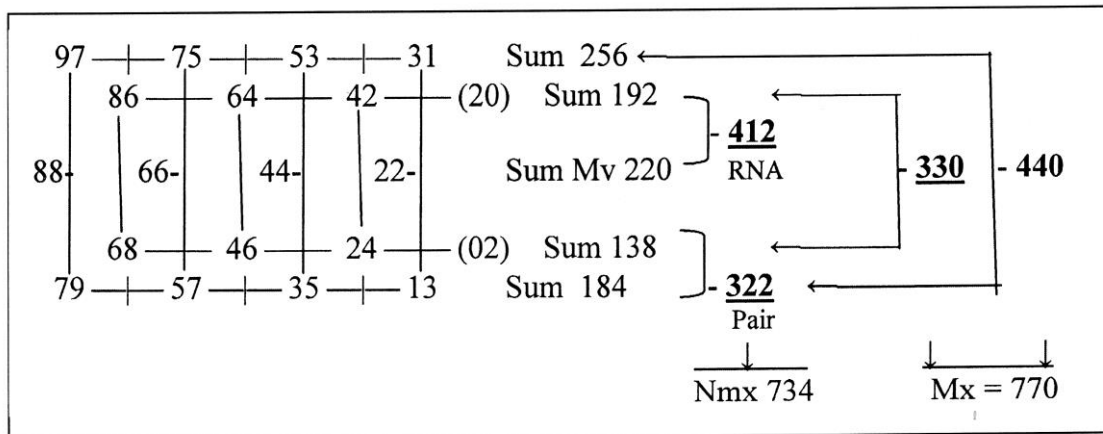 97 75 53 31 Sum 256
86 64 42 (20) Sum 192
- 412
88- 66- 44- 22- Sum Mv 220 RNA - 330 - 440
68 46 24 (02) Sum 138
79 57 35 13 Sum 184 - 322
Pair
Nmx 734 Mx = 770